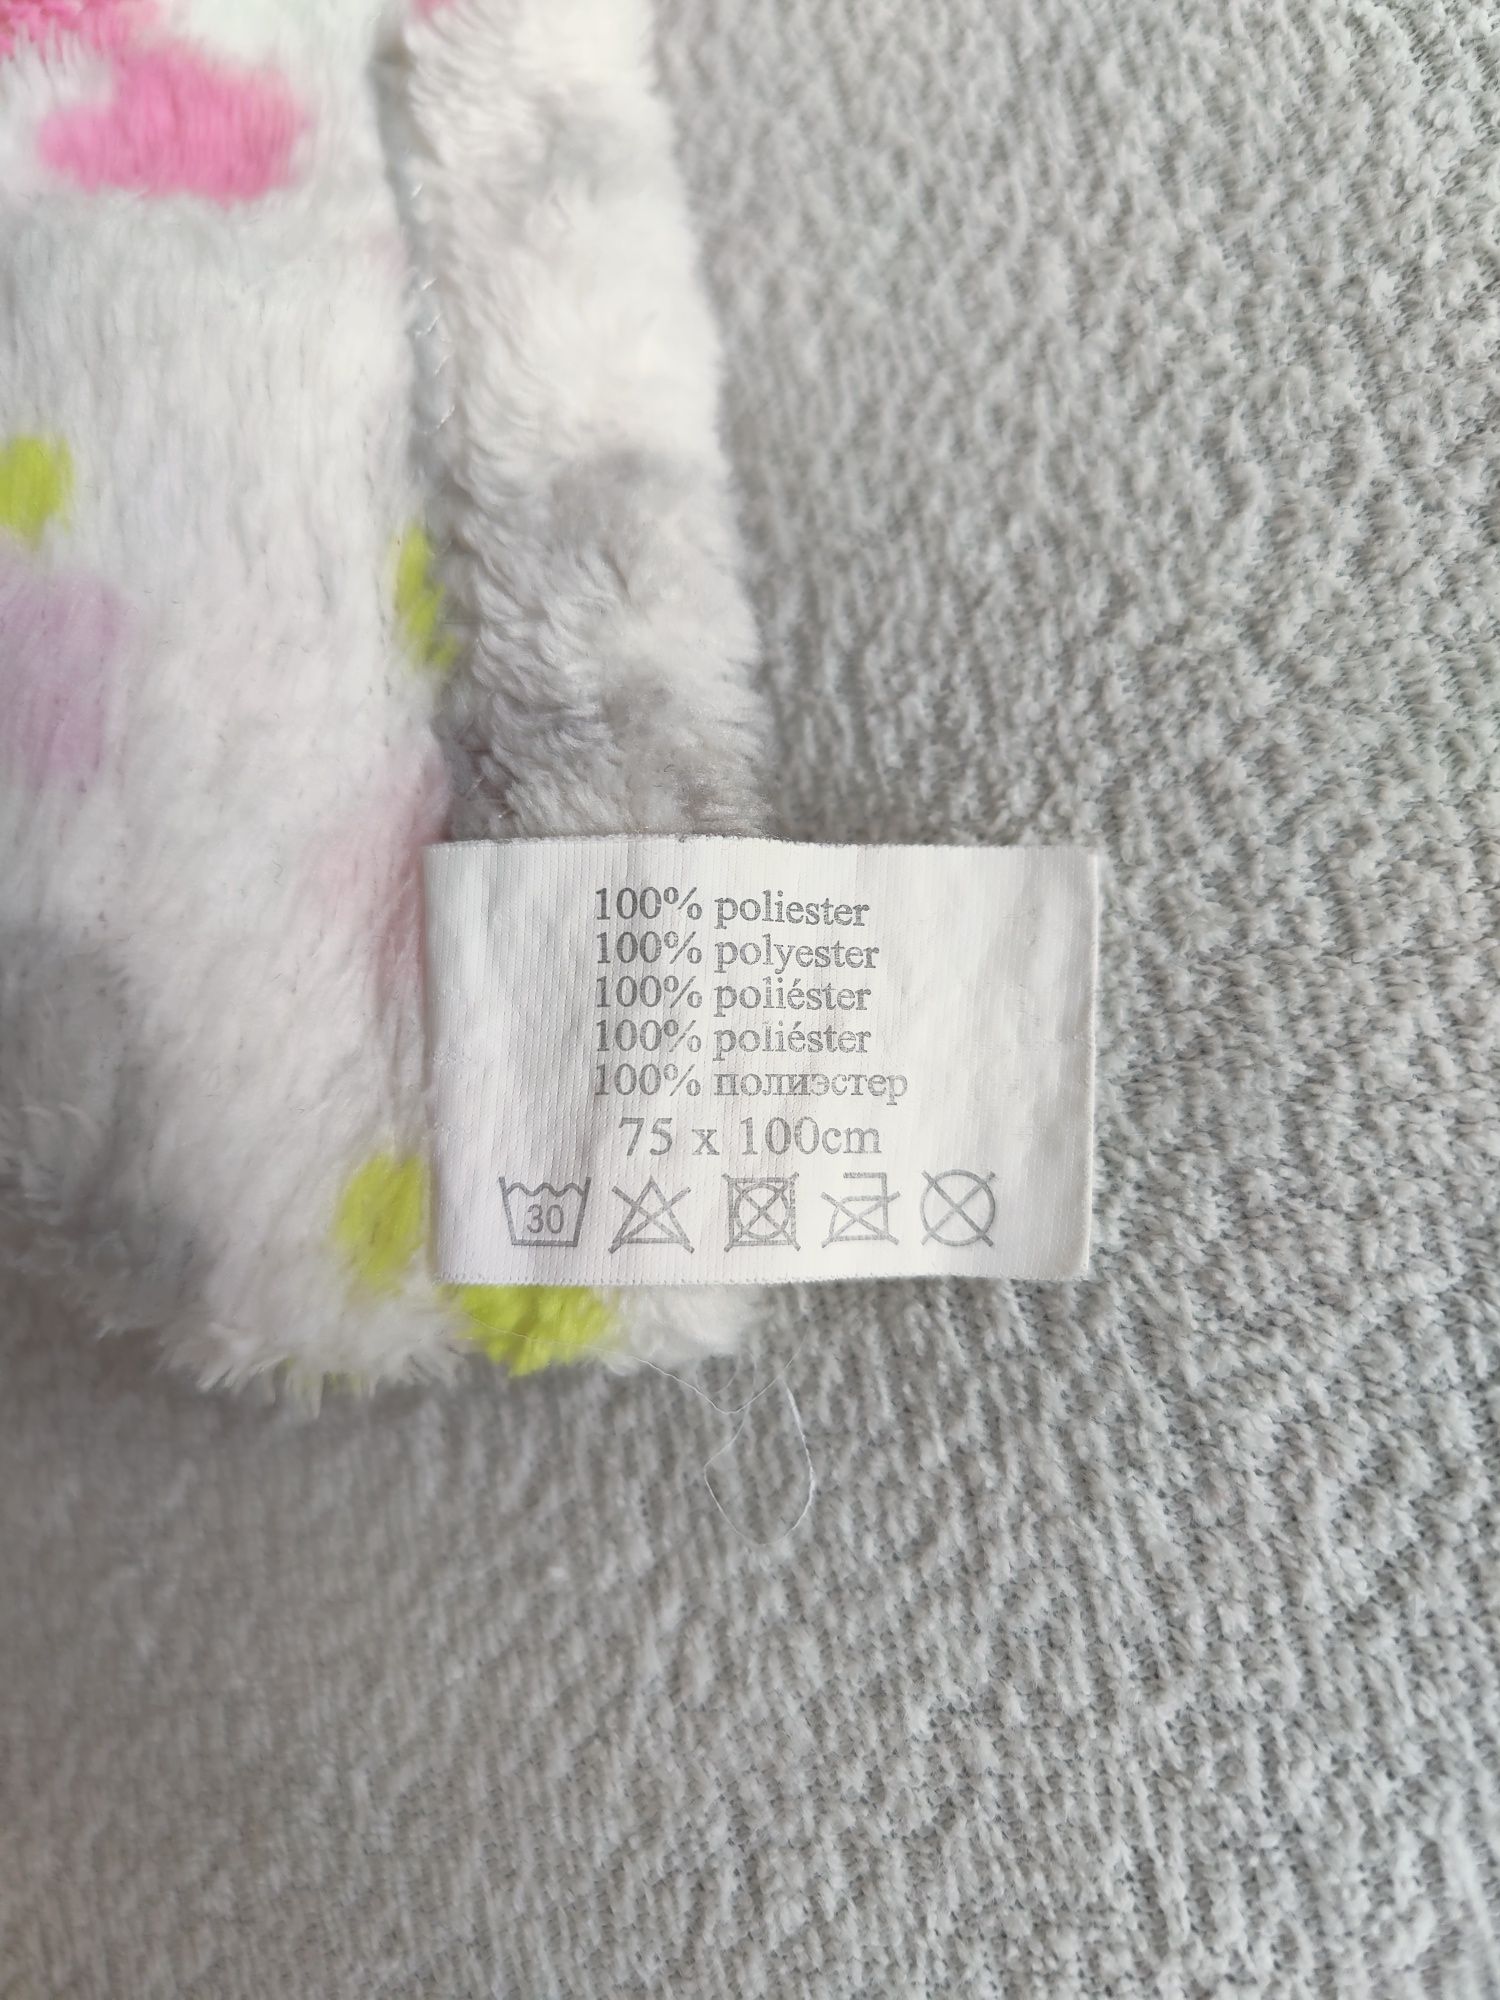 100% poliester
100% polyester
100% poliéster
100% poliéster
100% полиэстер
75 x 100cm
30